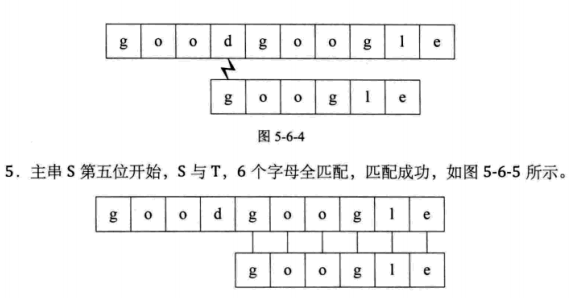 g o o d g o o g l e
g o o g l e
图 5-6-4
5．主串 S 第五位开始，S 与 T，6 个字母全匹配，匹配成功，如图 5-6-5 所示。
g o o d g o o g l e
g o o g l e